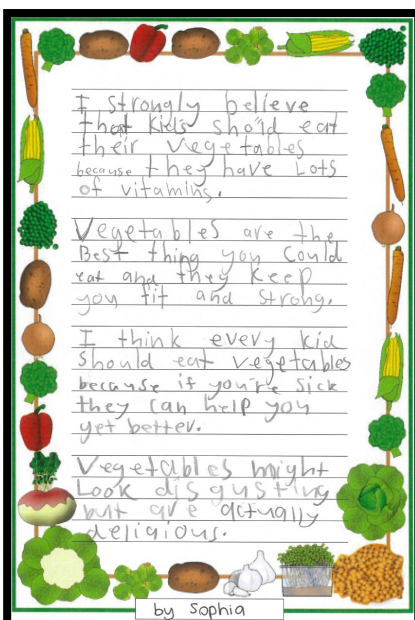 I strongly believe
that kids should eat
their vegetables
because they have Lots
of vitamins.
Vegetables are the
Best thing you Could
eat and they keep
you fit and strong.
I think every kid
should eat vegetables
because if you're sick
they can help you
get better.
Vegetables might
Look disgusting
but are actually
deligious.
by Sophia